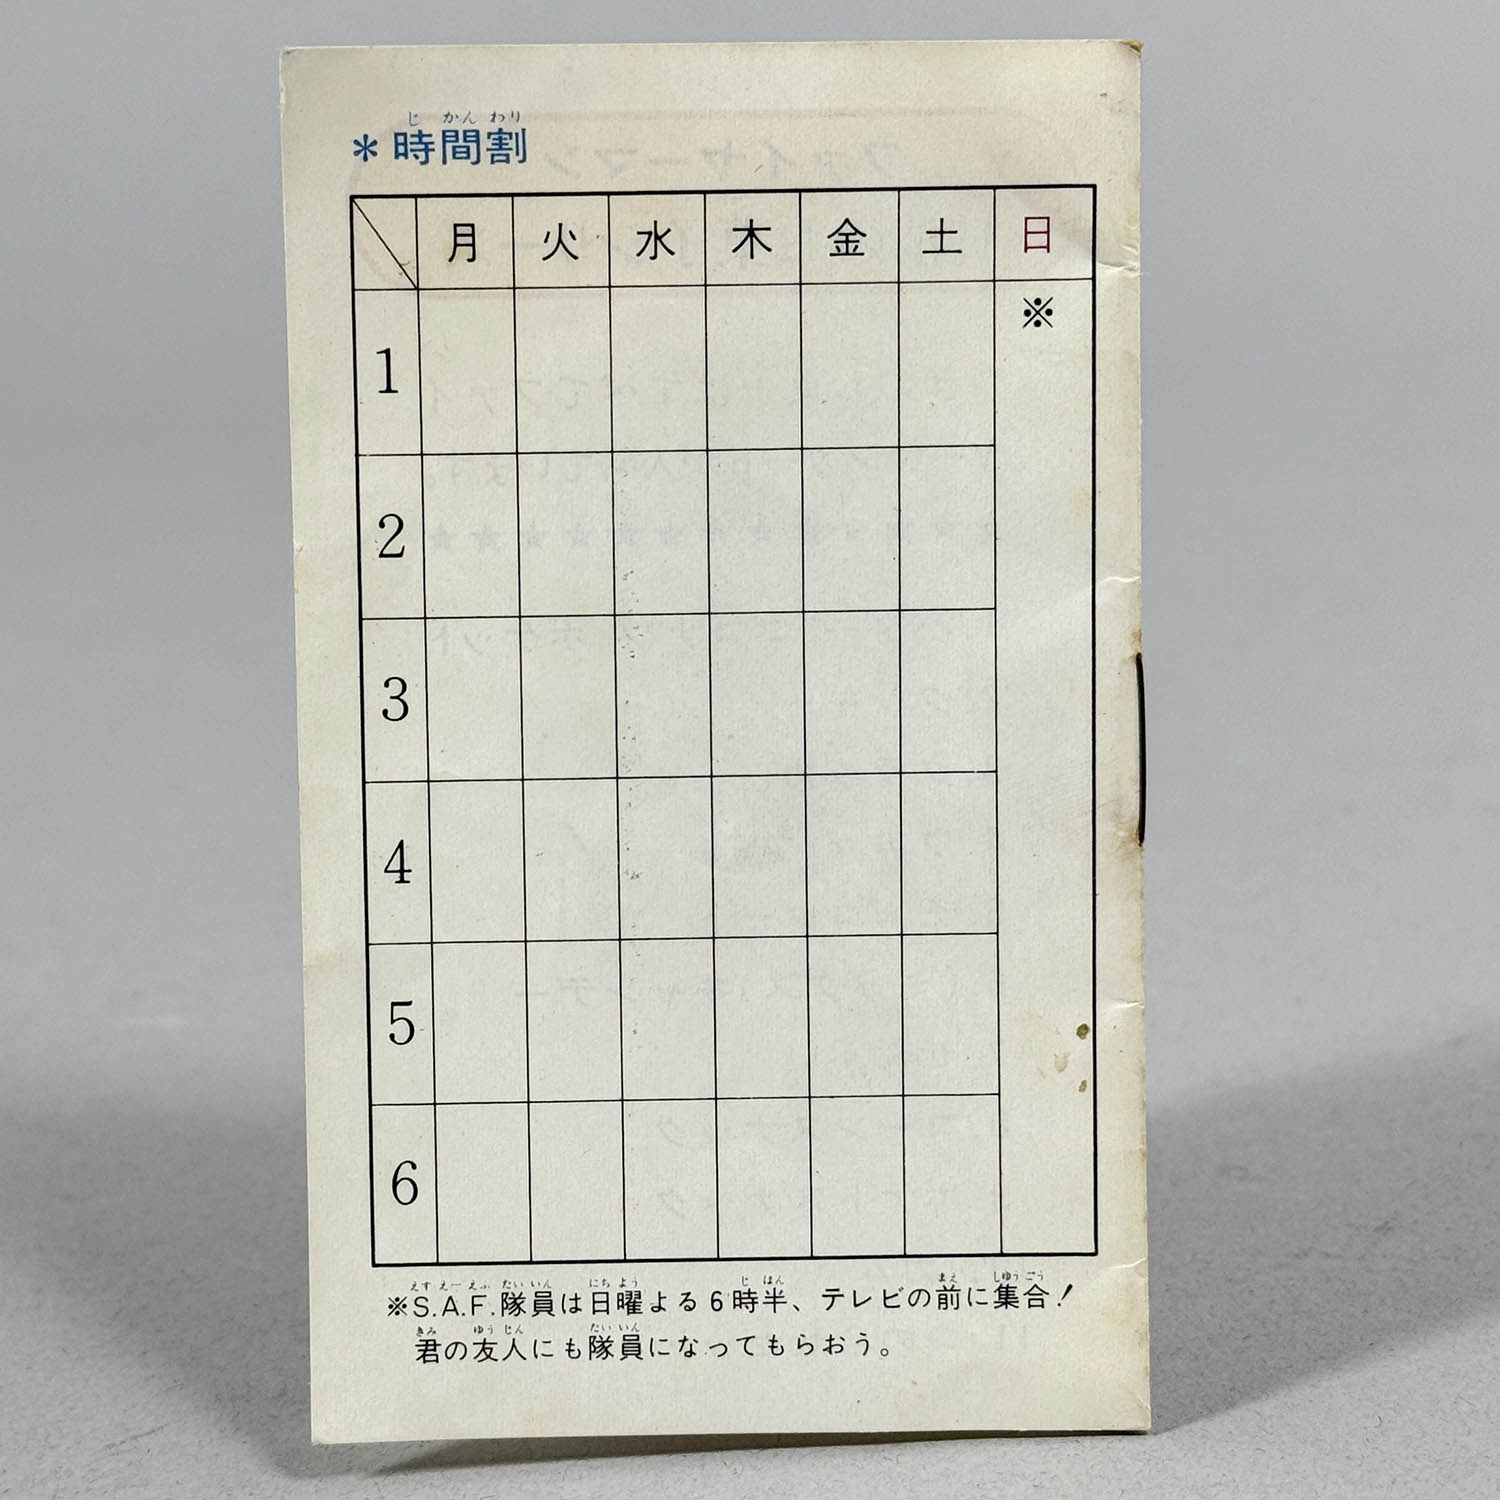 じ かん わり
*時間割
月 火 水 木 金 土 日
1 ※
2
3
4
5
6
えす えー えふ たい いん にち よう じ はん まえ しゆう ごう
※S.A.F.隊員は日曜よる6時半、テレビの前に集合!
きみ ゆう じん たい いん
君の友人にも隊員になってもらおう。